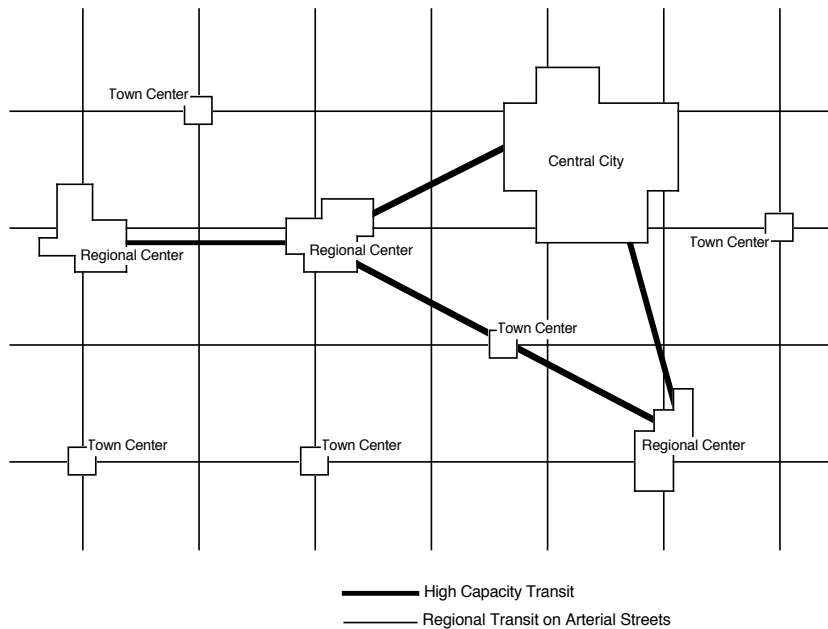 Town Center
Central City
Town Center
Regional Center
Regional Center
Town Center
Town Center
Town Center
Regional Center
High Capacity Transit
Regional Transit on Arterial Streets